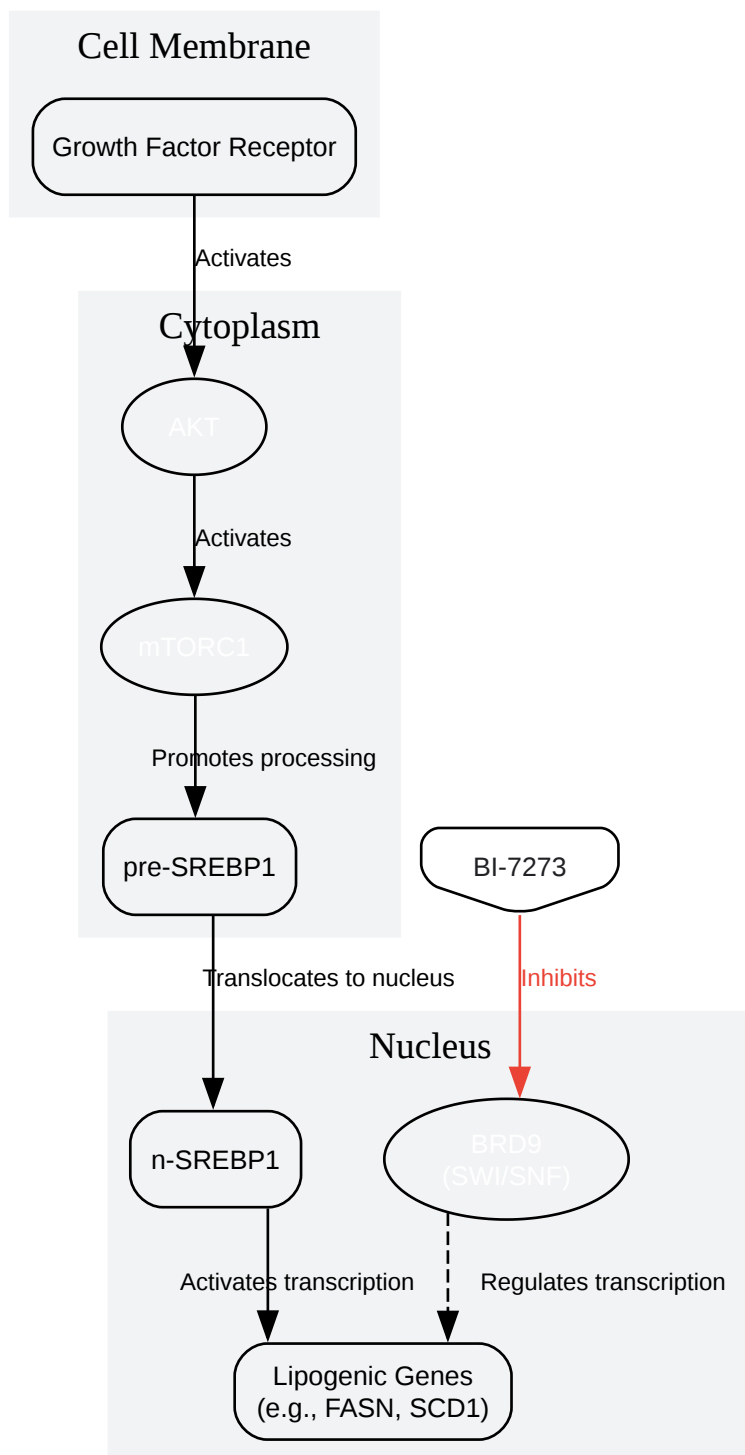 Cell Membrane
Growth Factor Receptor
Activates
Cytoplasm
AKT
Activates
mTORC1
Promotes processing
pre-SREBP1
BI-7273
Translocates to nucleus
Inhibits
Nucleus
n-SREBP1
BRD9
(SWI/SNF)
Activates transcription
Regulates transcription
Lipogenic Genes
(e.g., FASN, SCD1)